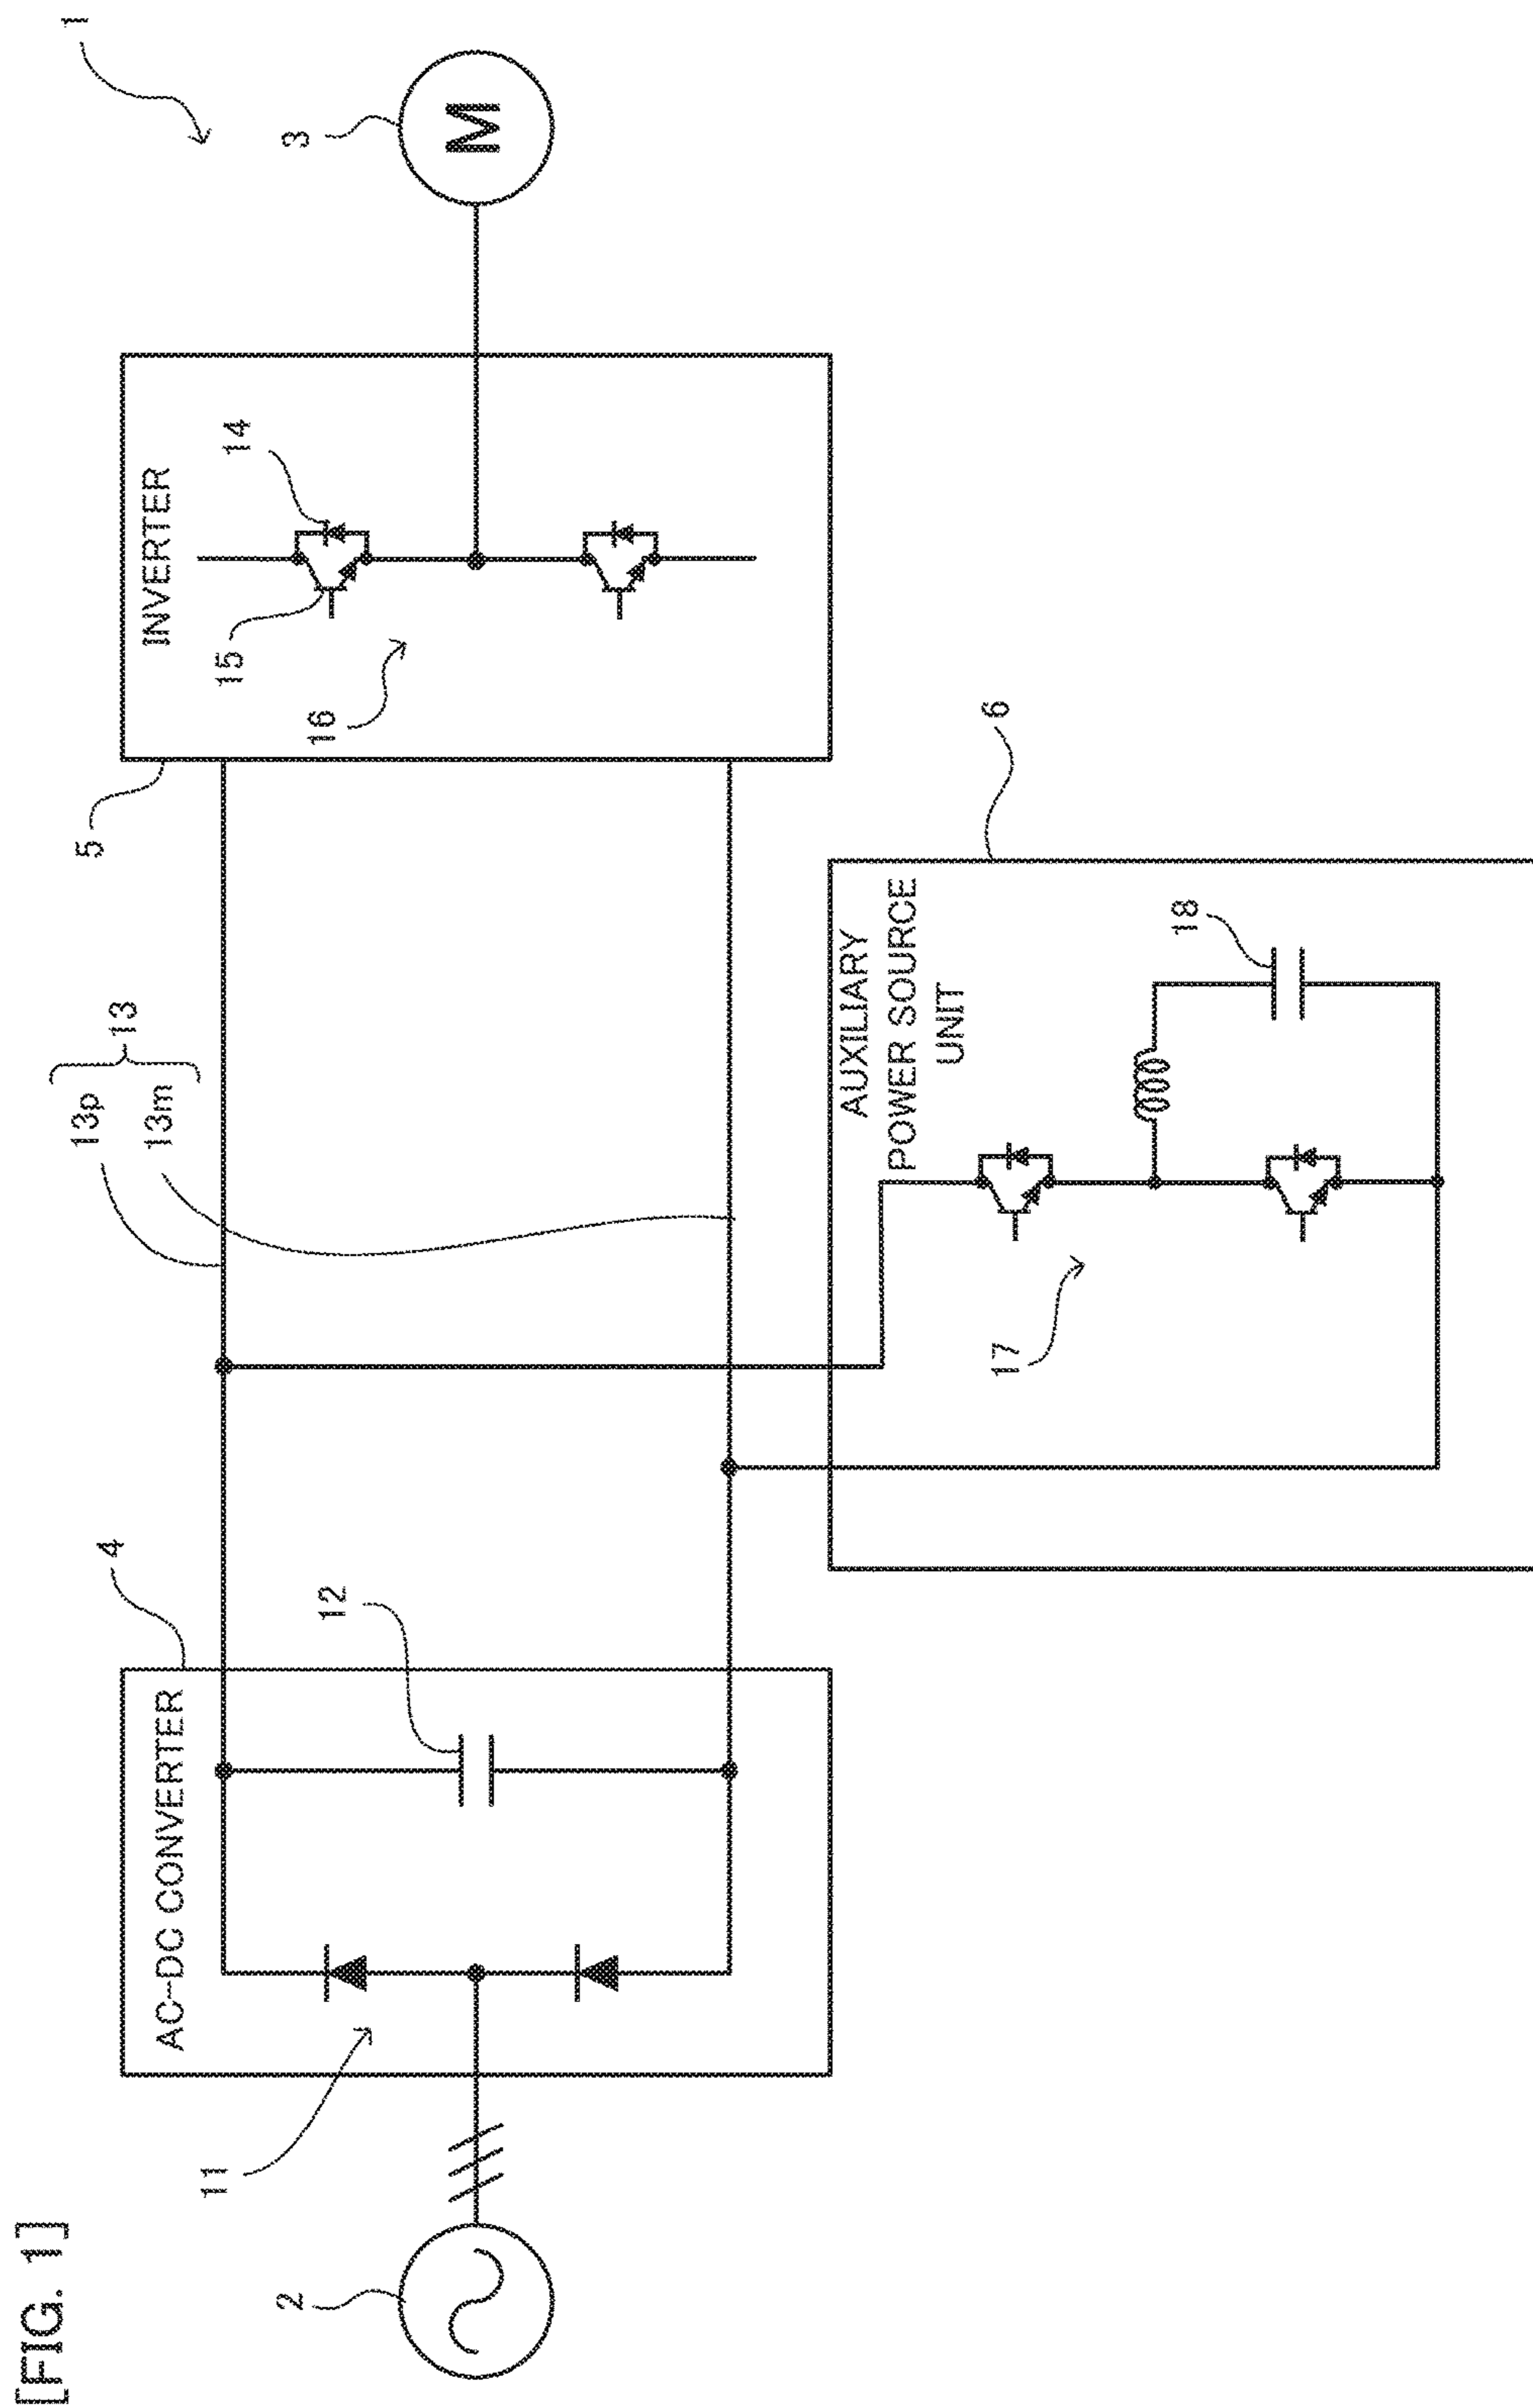 [FIG. 1]
1
2
3
M
4
AC-DC CONVERTER
11
12
13
13p
13m
5
INVERTER
14
15
16
6
AUXILIARY
POWER SOURCE
UNIT
17
18